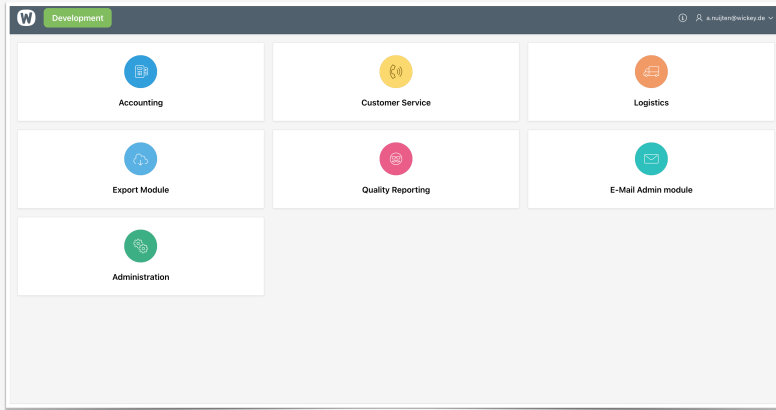 W
Development
a.nuijten@wickey.de
Accounting
Customer Service
Logistics
Export Module
Quality Reporting
E-Mail Admin module
Administration